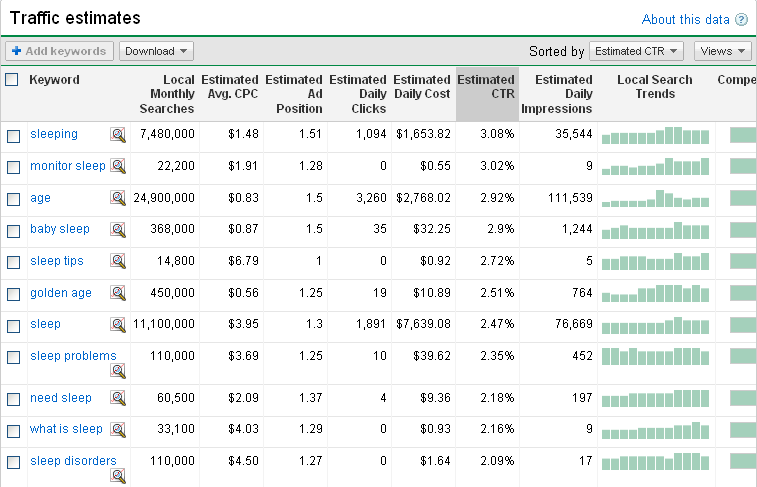 Traffic estimates
About this data ?
+ Add keywords Download Sorted by Estimated CTR Views
Keyword Local Monthly Searches Estimated Avg. CPC Estimated Ad Position Estimated Daily Clicks Estimated Daily Cost Estimated CTR Estimated Daily Impressions Local Search Trends Compe
sleeping 7,480,000 $1.48 1.51 1,094 $1,653.82 3.08% 35,544
monitor sleep 22,200 $1.91 1.28 0 $0.55 3.02% 9
age 24,900,000 $0.83 1.5 3,260 $2,768.02 2.92% 111,539
baby sleep 368,000 $0.87 1.5 35 $32.25 2.9% 1,244
sleep tips 14,800 $6.79 1 0 $0.92 2.72% 5
golden age 450,000 $0.56 1.25 19 $10.89 2.51% 764
sleep 11,100,000 $3.95 1.3 1,891 $7,639.08 2.47% 76,669
sleep problems 110,000 $3.69 1.25 10 $39.62 2.35% 452
need sleep 60,500 $2.09 1.37 4 $9.36 2.18% 197
what is sleep 33,100 $4.03 1.29 0 $0.93 2.16% 9
sleep disorders 110,000 $4.50 1.27 0 $1.64 2.09% 17